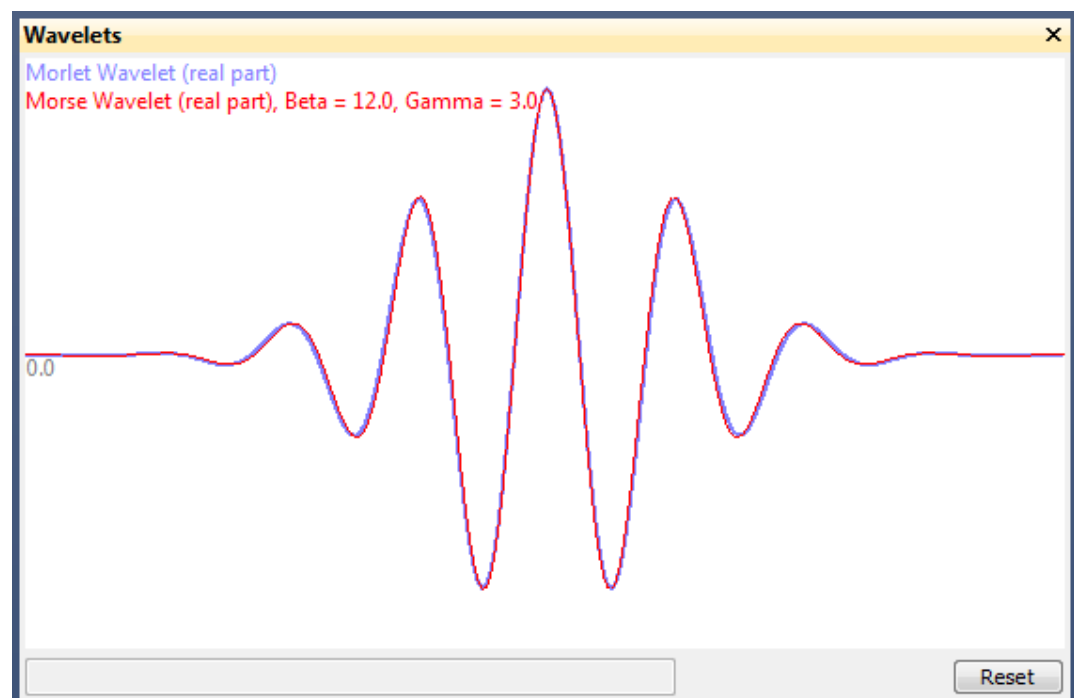 Wavelets
Morlet Wavelet (real part)
Morse Wavelet (real part), Beta = 12.0, Gamma = 3.0
0.0
Reset